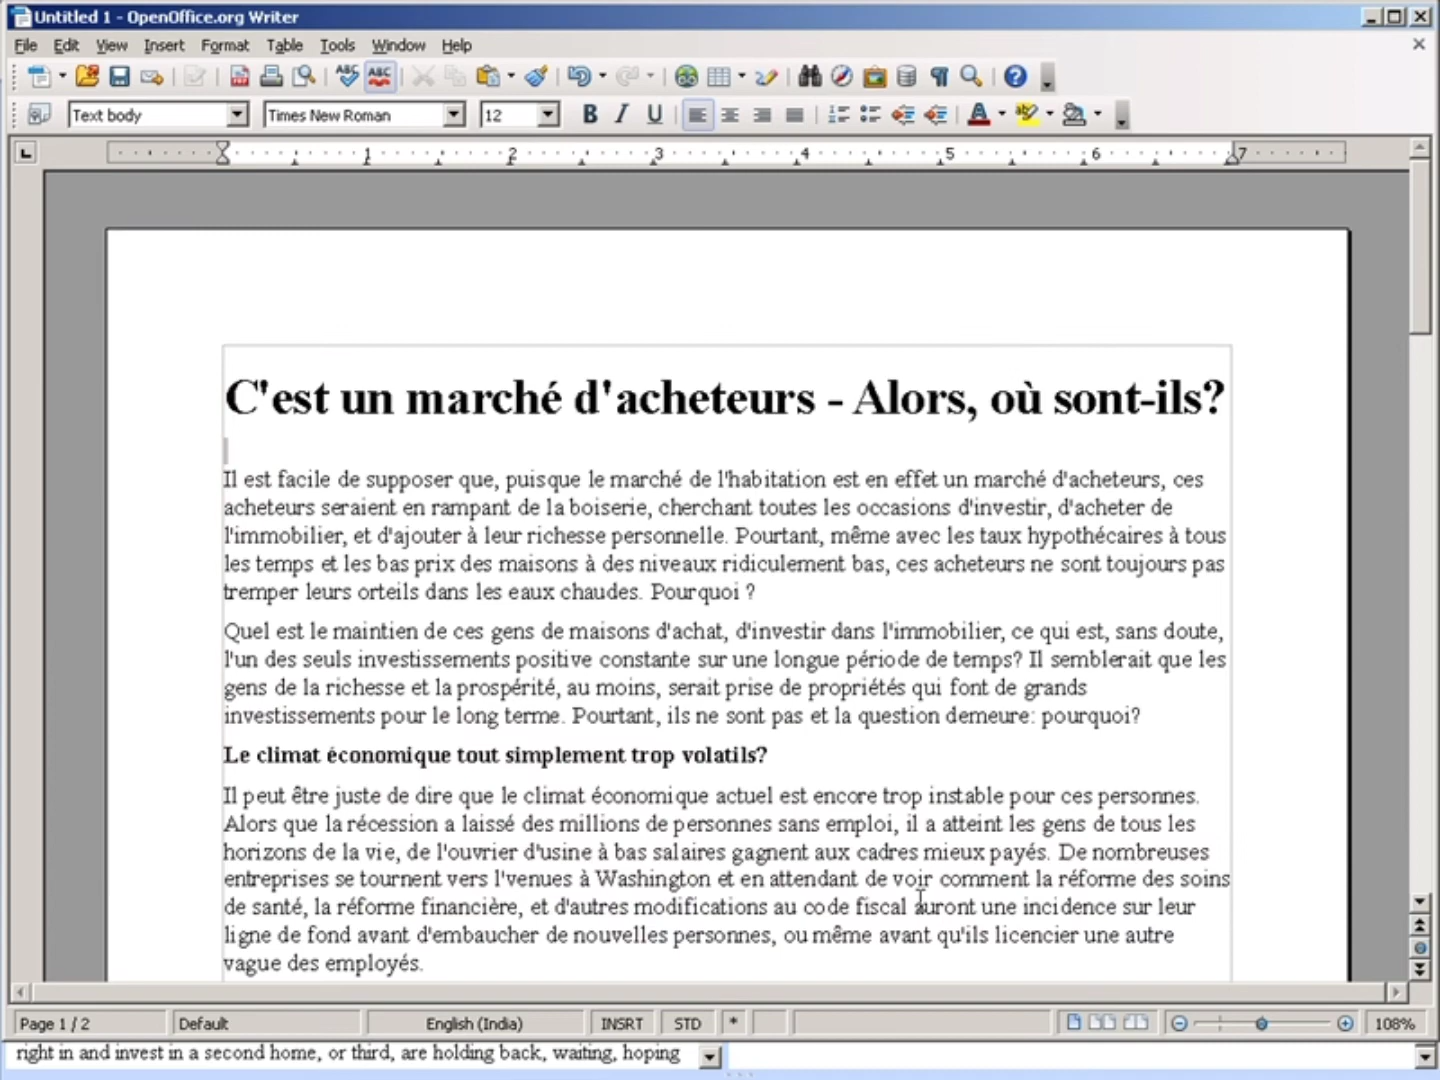 Untitled 1 - OpenOffice.org Writer
File Edit View Insert Format Table Tools Window Help
Text body Times New Roman 12
1 2 3 4 5 6 7
C'est un marché d'acheteurs - Alors, où sont-ils?
Il est facile de supposer que, puisque le marché de l'habitation est en effet un marché d'acheteurs, ces
acheteurs seraient en rampant de la boiserie, cherchant toutes les occasions d'investir, d'acheter de
l'immobilier, et d'ajouter à leur richesse personnelle. Pourtant, même avec les taux hypothécaires à tous
les temps et les bas prix des maisons à des niveaux ridiculement bas, ces acheteurs ne sont toujours pas
tremper leurs orteils dans les eaux chaudes. Pourquoi ?
Quel est le maintien de ces gens de maisons d'achat, d'investir dans l'immobilier, ce qui est, sans doute,
l'un des seuls investissements positive constante sur une longue période de temps? Il semblerait que les
gens de la richesse et la prospérité, au moins, serait prise de propriétés qui font de grands
investissements pour le long terme. Pourtant, ils ne sont pas et la question demeure: pourquoi?
Le climat économique tout simplement trop volatils?
Il peut être juste de dire que le climat économique actuel est encore trop instable pour ces personnes.
Alors que la récession a laissé des millions de personnes sans emploi, il a atteint les gens de tous les
horizons de la vie, de l'ouvrier d'usine à bas salaires gagnent aux cadres mieux payés. De nombreuses
entreprises se tournent vers l'venues à Washington et en attendant de voir comment la réforme des soins
de santé, la réforme financière, et d'autres modifications au code fiscal auront une incidence sur leur
ligne de fond avant d'embaucher de nouvelles personnes, ou même avant qu'ils licencier une autre
vague des employés.
Page 1 / 2 Default English (India) INSRT STD * 108%
right in and invest in a second home, or third, are holding back, waiting, hoping